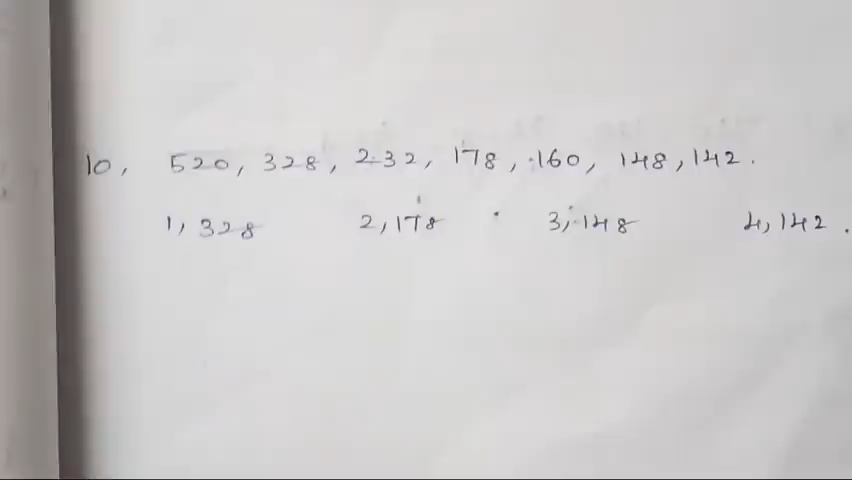 10, 520, 328, 232, 178, 160, 148, 142.
1, 328 2, 178 3, 148 4, 142.